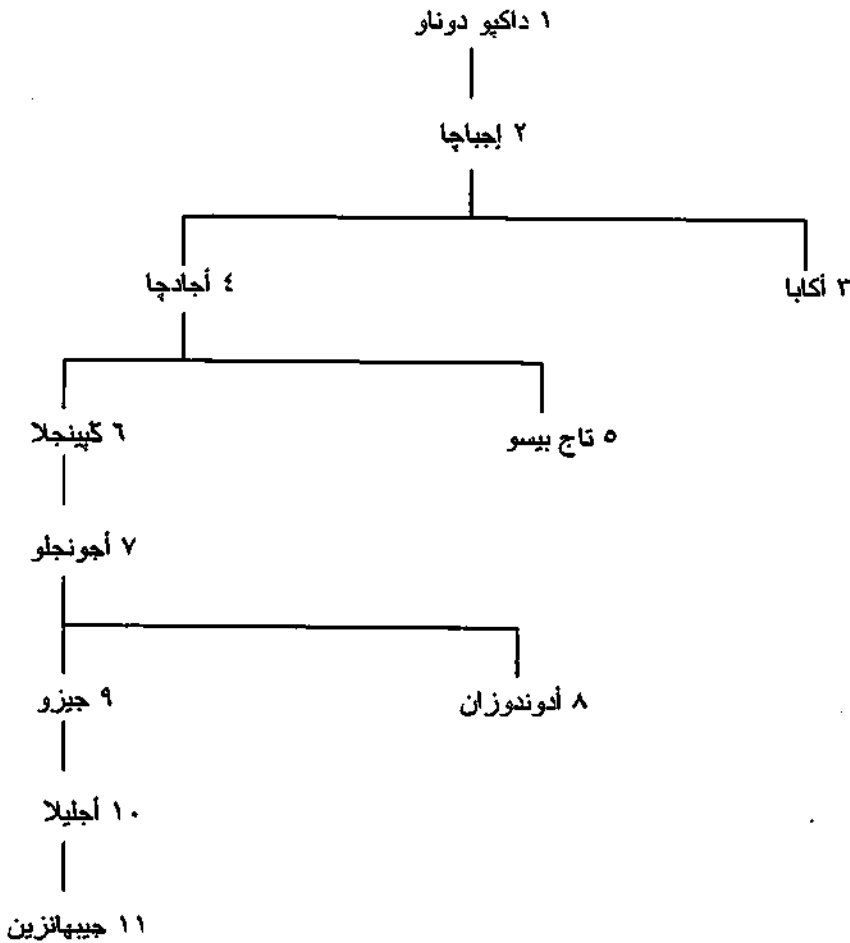 ١ داكپو دونار
٢ إجباچا
٣ أكابا
٤ أجادچا
٥ تاج بيسو
٦ كپينجلا
٧ أجونجلو
٨ أدوندوزان
٩ جيزو
١٠ أجليلا
١١ جيبهانزين